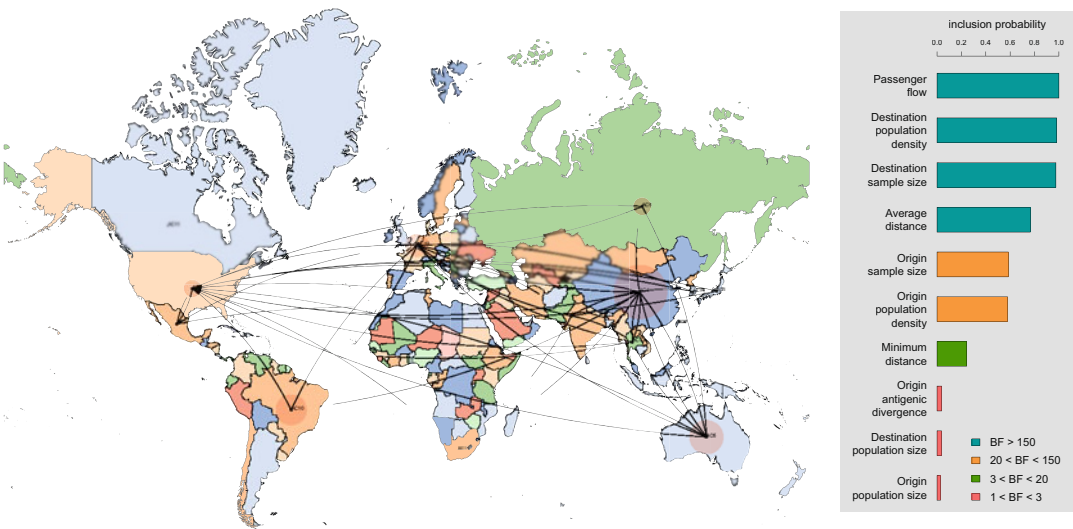 inclusion probability
0.0 0.2 0.4 0.6 0.8 1.0
Passenger
flow
Destination
population
density
Destination
sample size
Average
distance
Origin
sample size
Origin
population
density
Minimum
distance
Origin
antigenic
divergence
Destination
population size
Origin
population size
BF > 150
20 < BF < 150
3 < BF < 20
1 < BF < 3